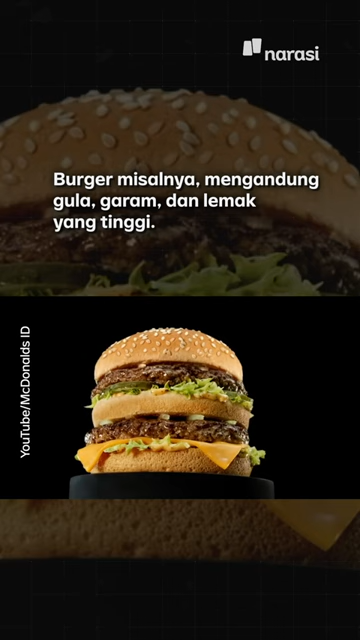 narasi
Burger misalnya, mengandung
gula, garam, dan lemak
yang tinggi.
YouTube/McDonalds ID